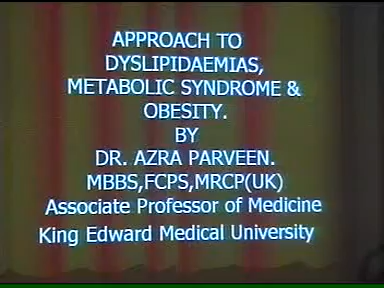 APPROACH TO
DYSLIPIDAEMIAS,
METABOLIC SYNDROME &
OBESITY.
BY
DR. AZRA PARVEEN.
MBBS,FCPS,MRCP(UK)
Associate Professor of Medicine
King Edward Medical University